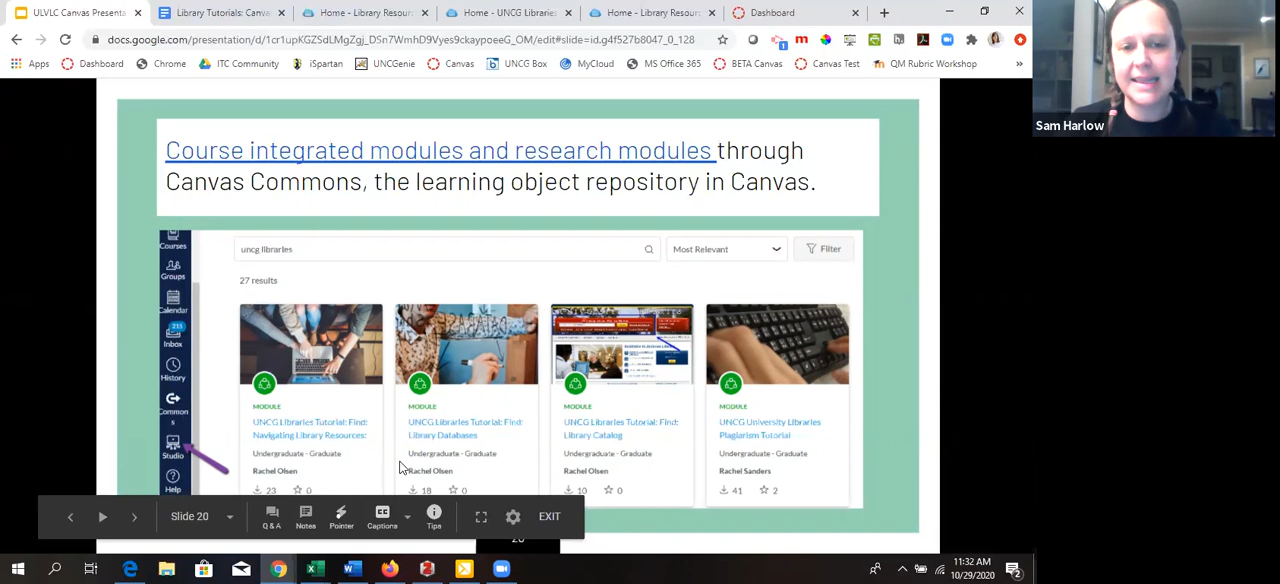 ULVLC Canvas Presenta
Library Tutorials: Canva
Home - Library Resour
Home - UNCG Libraries
Home - Library Resour
Dashboard
docs.google.com/presentation/d/1cr1upKGZSdLMgZgj_DSn7WmhD9Vyes9ckaypoeeG_OM/edit#slide=id.g4f527b8047_0_128
Apps Dashboard Chrome ITC Community iSpartan UNCGenie Canvas UNCG Box MyCloud MS Office 365 BETA Canvas Canvas Test QM Rubric Workshop »
Sam Harlow
Course integrated modules and research modules through
Canvas Commons, the learning object repository in Canvas.
Courses
Groups
Calendar
215
Inbox
History
Common
s
Studio
Help
uncg libraries
Most Relevant
Filter
27 results
MODULE
UNCG Libraries Tutorial: Find:
Navigating Library Resources:
Undergraduate - Graduate
Rachel Olsen
23 0
MODULE
UNCG Libraries Tutorial: Find:
Library Databases
Undergraduate - Graduate
Rachel Olsen
18 0
MODULE
UNCG Libraries Tutorial: Find:
Library Catalog
Undergraduate - Graduate
Rachel Olsen
10 0
MODULE
UNCG University Libraries
Plagiarism Tutorial
Undergraduate - Graduate
Rachel Sanders
41 2
Slide 20
Q & A
Notes
Pointer
Captions
Tips
EXIT
20
11:32 AM
10/29/2020
2